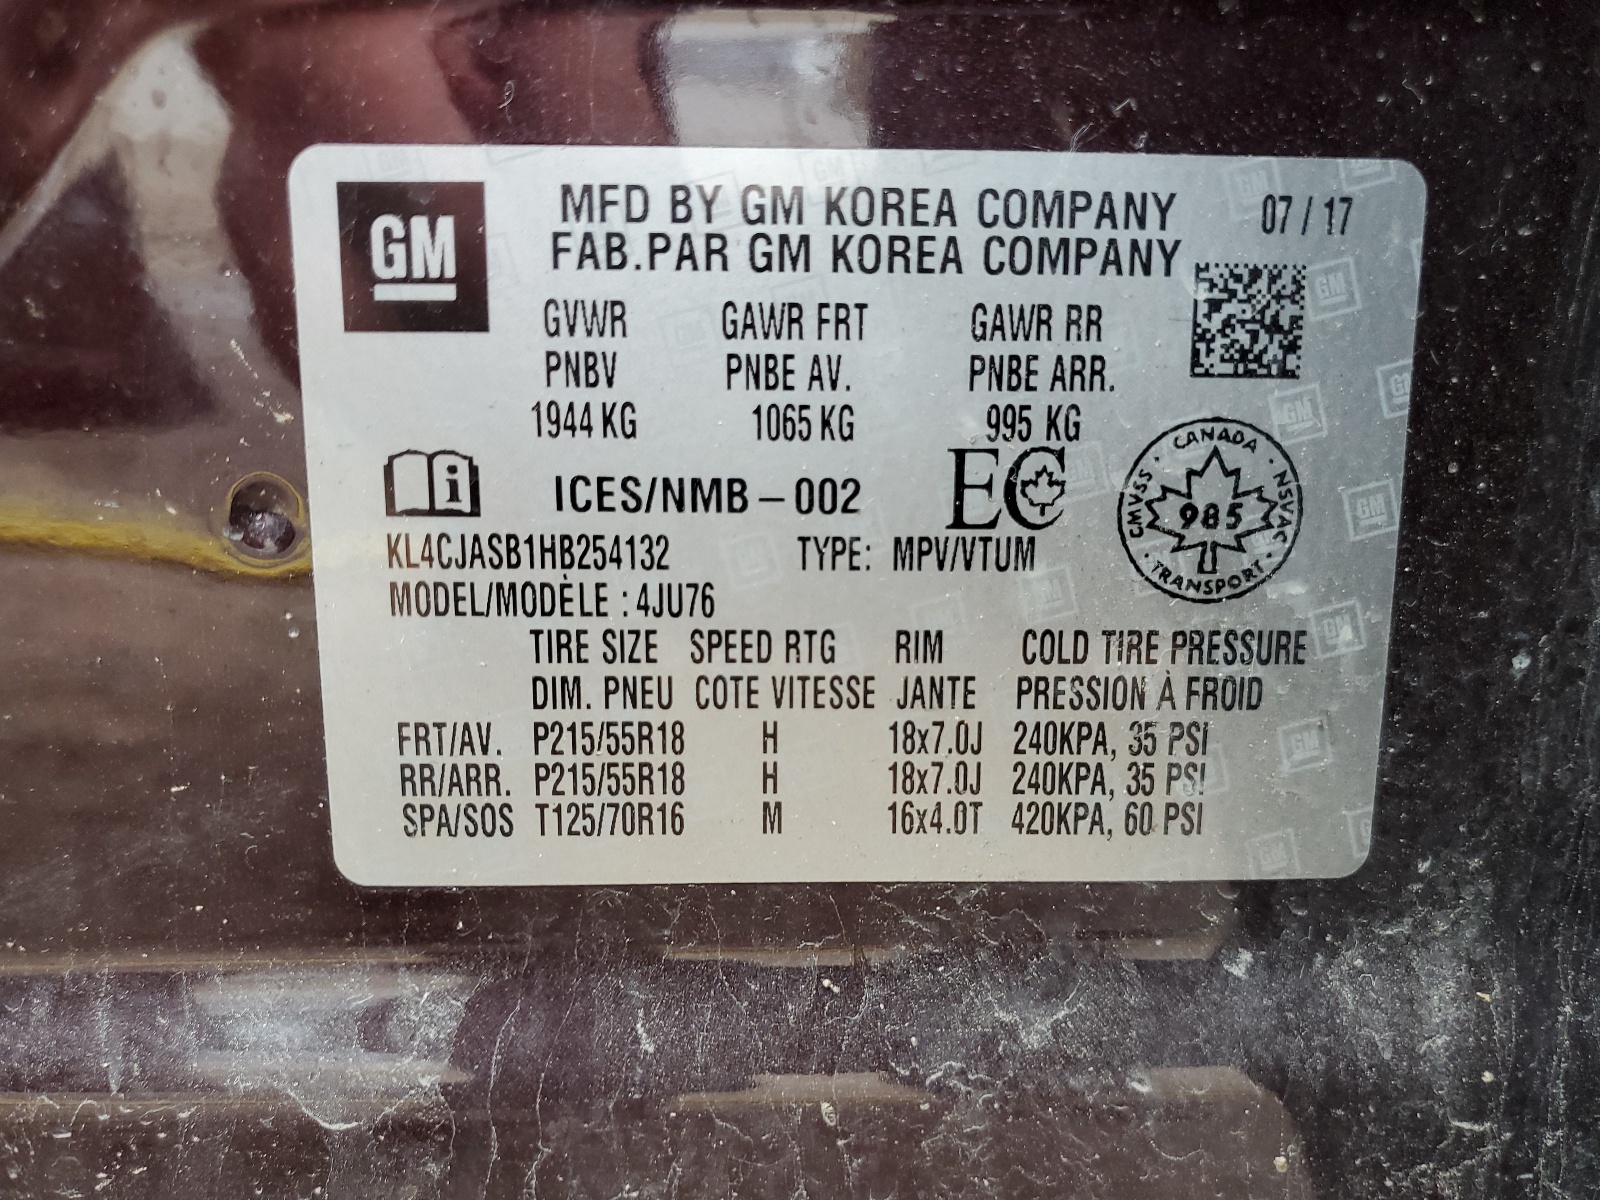 GM
MFD BY GM KOREA COMPANY 07 / 17
FAB.PAR GM KOREA COMPANY
GVWR GAWR FRT GAWR RR
PNBV PNBE AV. PNBE ARR.
1944 KG 1065 KG 995 KG
i ICES/NMB – 002 EC
CANADA · NSVAC · TRANSPORT · CMVSS ·
985
KL4CJASB1HB254132 TYPE: MPV/VTUM
MODEL/MODÈLE : 4JU76
TIRE SIZE SPEED RTG RIM COLD TIRE PRESSURE
DIM. PNEU COTE VITESSE JANTE PRESSION À FROID
FRT/AV. P215/55R18 H 18x7.0J 240KPA, 35 PSI
RR/ARR. P215/55R18 H 18x7.0J 240KPA, 35 PSI
SPA/SOS T125/70R16 M 16x4.0T 420KPA, 60 PSI